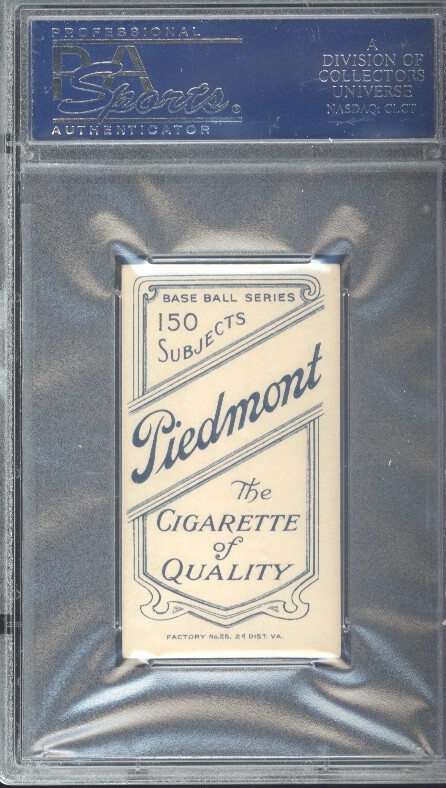 PROFESSIONAL
PSA
Sports
AUTHENTICATOR
A
DIVISION OF
COLLECTORS
UNIVERSE
NASDAQ: CLCT
BASE BALL SERIES
150
SUBJECTS
Piedmont
The
CIGARETTE
of
QUALITY
FACTORY No. 25, 2d DIST. VA.